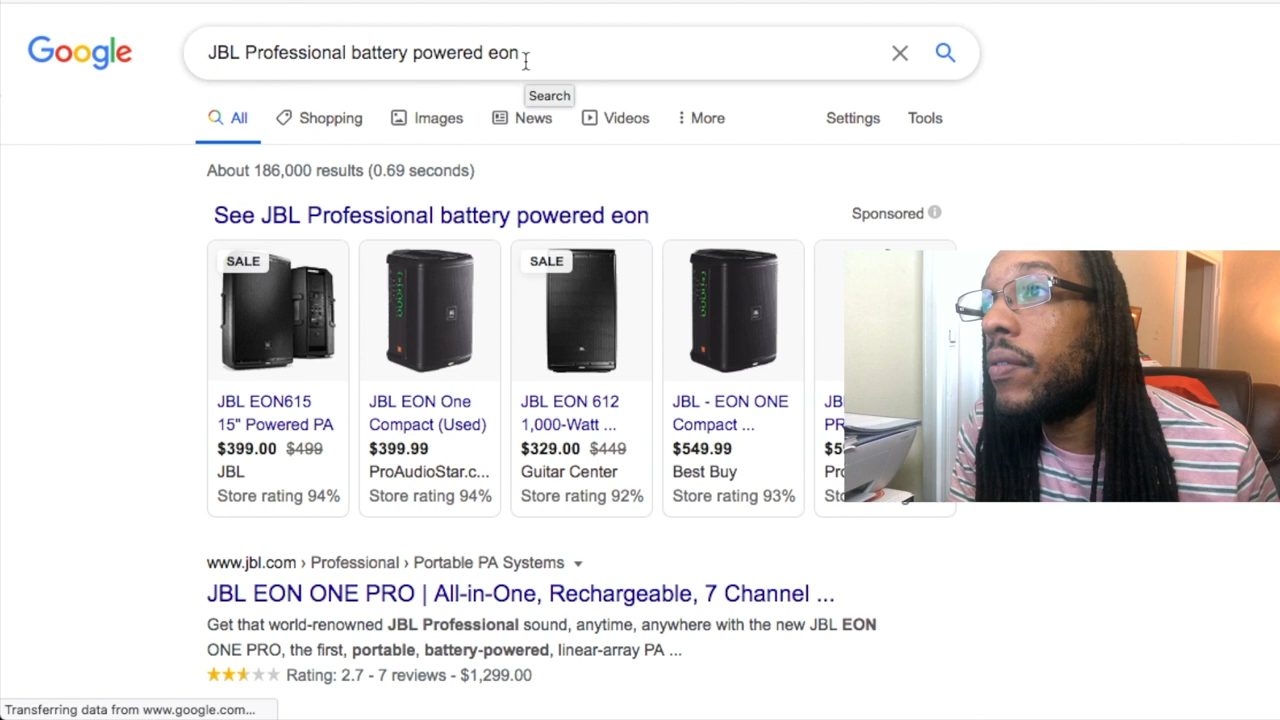 Google
JBL Professional battery powered eon
Search
All Shopping Images News Videos More Settings Tools
About 186,000 results (0.69 seconds)
See JBL Professional battery powered eon
Sponsored
SALE
JBL EON615
15" Powered PA
$399.00 $499
JBL
Store rating 94%
JBL EON One
Compact (Used)
$399.99
ProAudioStar.c...
Store rating 94%
SALE
JBL EON 612
1,000-Watt ...
$329.00 $449
Guitar Center
Store rating 92%
JBL - EON ONE
Compact ...
$549.99
Best Buy
Store rating 93%
www.jbl.com › Professional › Portable PA Systems
JBL EON ONE PRO | All-in-One, Rechargeable, 7 Channel ...
Get that world-renowned JBL Professional sound, anytime, anywhere with the new JBL EON
ONE PRO, the first, portable, battery-powered, linear-array PA ...
Rating: 2.7 - 7 reviews - $1,299.00
Transferring data from www.google.com...